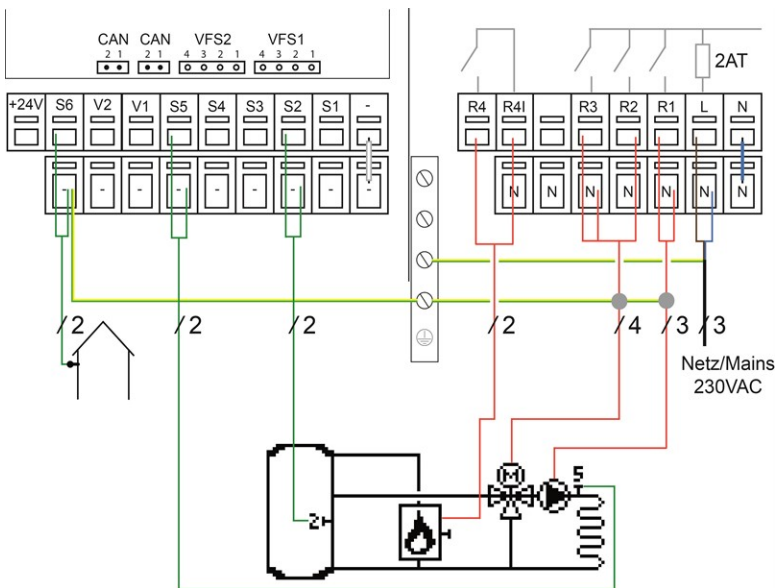 CAN CAN VFS2 VFS1
2 1 2 1 4 3 2 1 4 3 2 1
2AT
+24V S6 V2 V1 S5 S4 S3 S2 S1 -
R4 R4I R3 R2 R1 L N
- - - - - - - - -
N N N N N N N
/2 /2 /2 /2 /4 /3 /3
Netz/Mains
230VAC
M
S
2